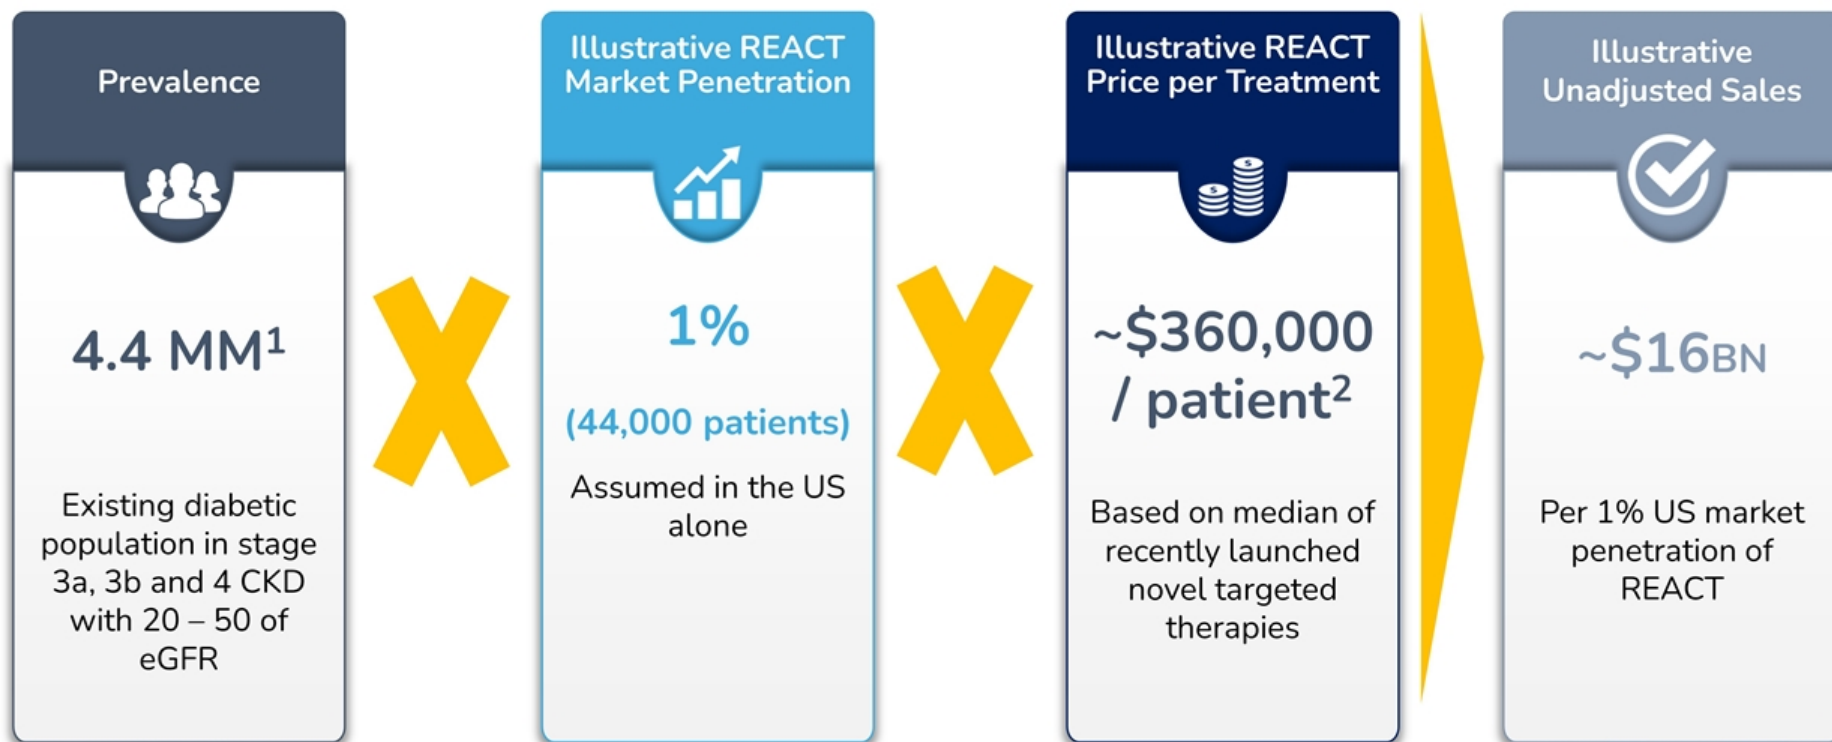 Prevalence
4.4 MM¹
Existing diabetic
population in stage
3a, 3b and 4 CKD
with 20 – 50 of
eGFR
Illustrative REACT
Market Penetration
1%
(44,000 patients)
Assumed in the US
alone
Illustrative REACT
Price per Treatment
$
$
~$360,000
/ patient²
Based on median of
recently launched
novel targeted
therapies
Illustrative
Unadjusted Sales
~$16BN
Per 1% US market
penetration of
REACT